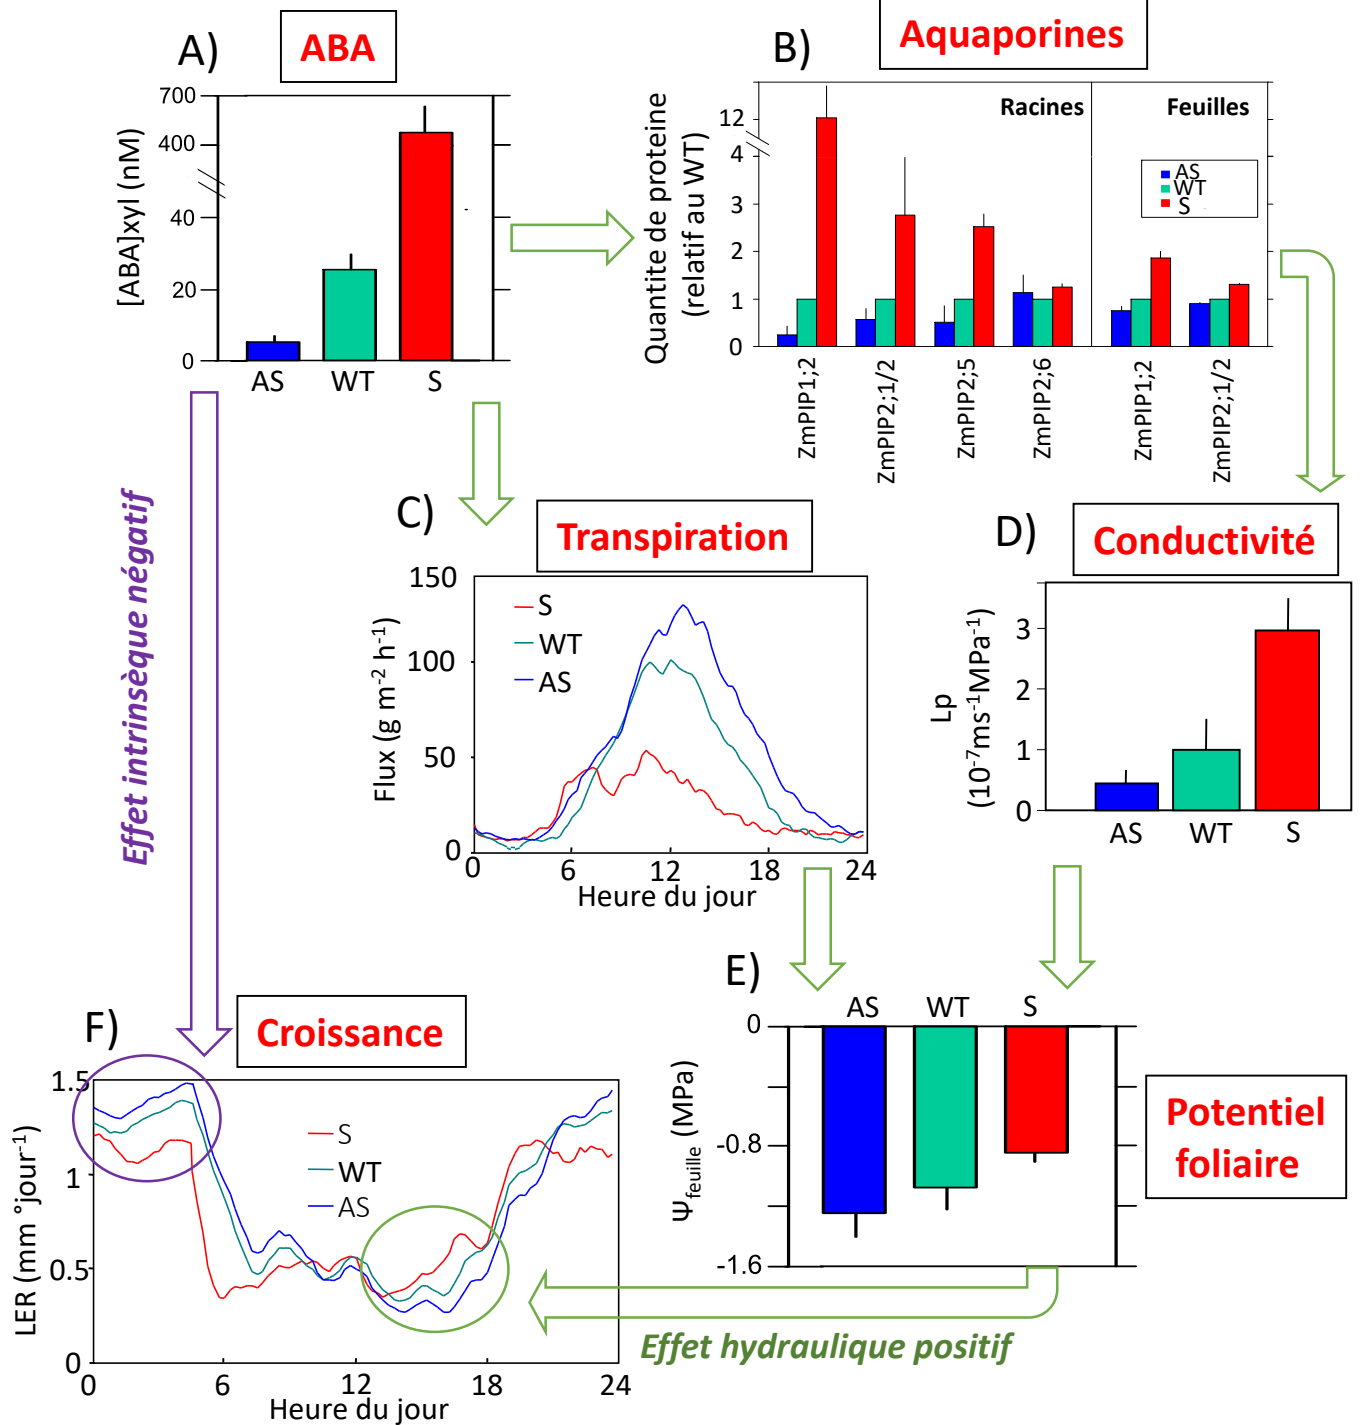 A)
ABA
[ABA]xyl (nM)
700
400
40
20
0
AS WT S
B)
Aquaporines
Quantite de proteine
(relatif au WT)
12
4
3
2
1
0
Racines
Feuilles
AS
WT
S
ZmPIP1;2
ZmPIP2;1/2
ZmPIP2;5
ZmPIP2;6
ZmPIP1;2
ZmPIP2;1/2
Effet intrinsèque négatif
C)
Transpiration
Flux (g m-2 h-1)
150
100
50
0
S
WT
AS
0 6 12 18 24
Heure du jour
D)
Conductivité
Lp
(10-7ms-1MPa-1)
3
2
1
0
AS WT S
E)
AS WT S
Ψfeuille (MPa)
0
-0.8
-1.6
Potentiel
foliaire
F)
Croissance
LER (mm °jour-1)
1.5
1
0.5
0
S
WT
AS
0 6 12 18 24
Heure du jour
Effet hydraulique positif